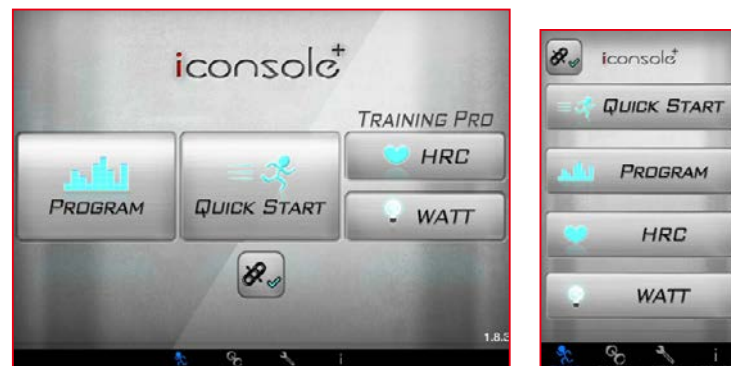 iconsole+
TRAINING PRO
HRC
PROGRAM
QUICK START
WATT
1.8.3
i
iconsole+
QUICK START
PROGRAM
HRC
WATT
i